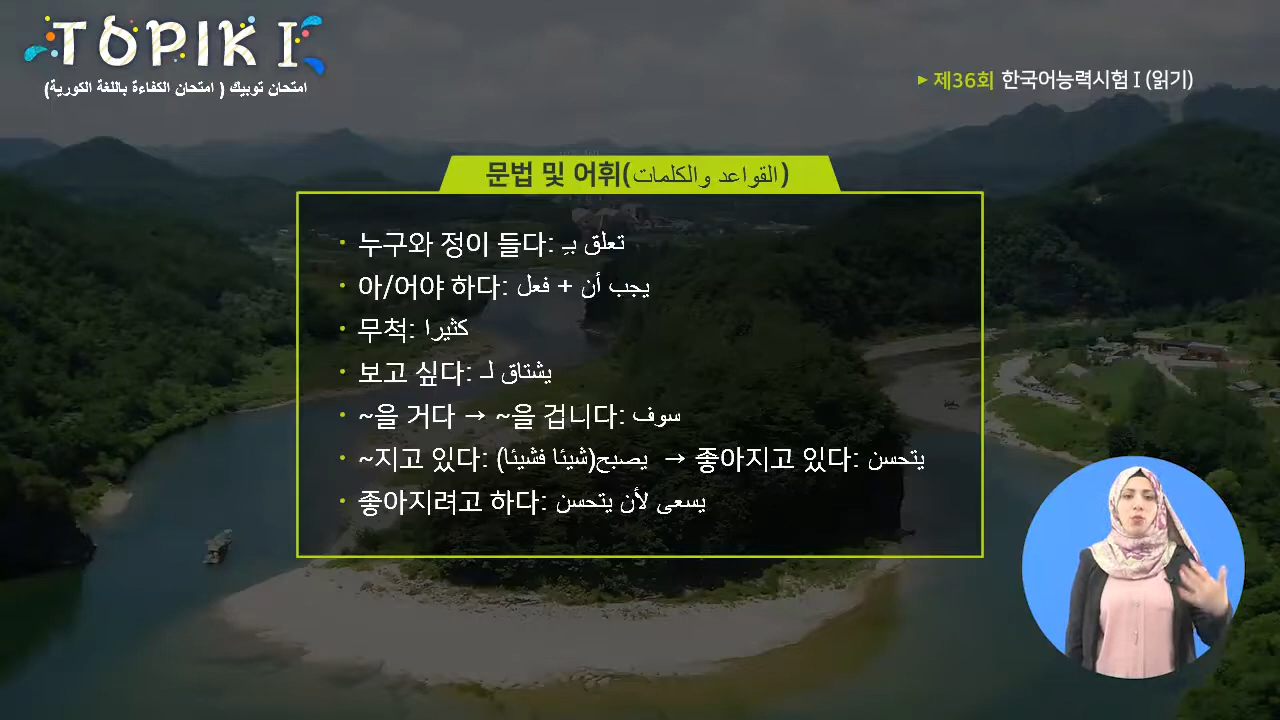 TOPIK I
امتحان توبيك ( امتحان الكفاءة باللغة الكورية)
▶ 제36회 한국어능력시험 I (읽기)
문법 및 어휘(القواعد والكلمات)
• 누구와 정이 들다: تعلق بـِ
• 아/어야 하다: يجب أن + فعل
• 무척: كثيرا
• 보고 싶다: يشتاق لـ
• ~을 거다 → ~을 겁니다: سوف
• ~지고 있다: يصبح(شيئا فشيئا) → 좋아지고 있다: يتحسن
• 좋아지려고 하다: يسعى لأن يتحسن